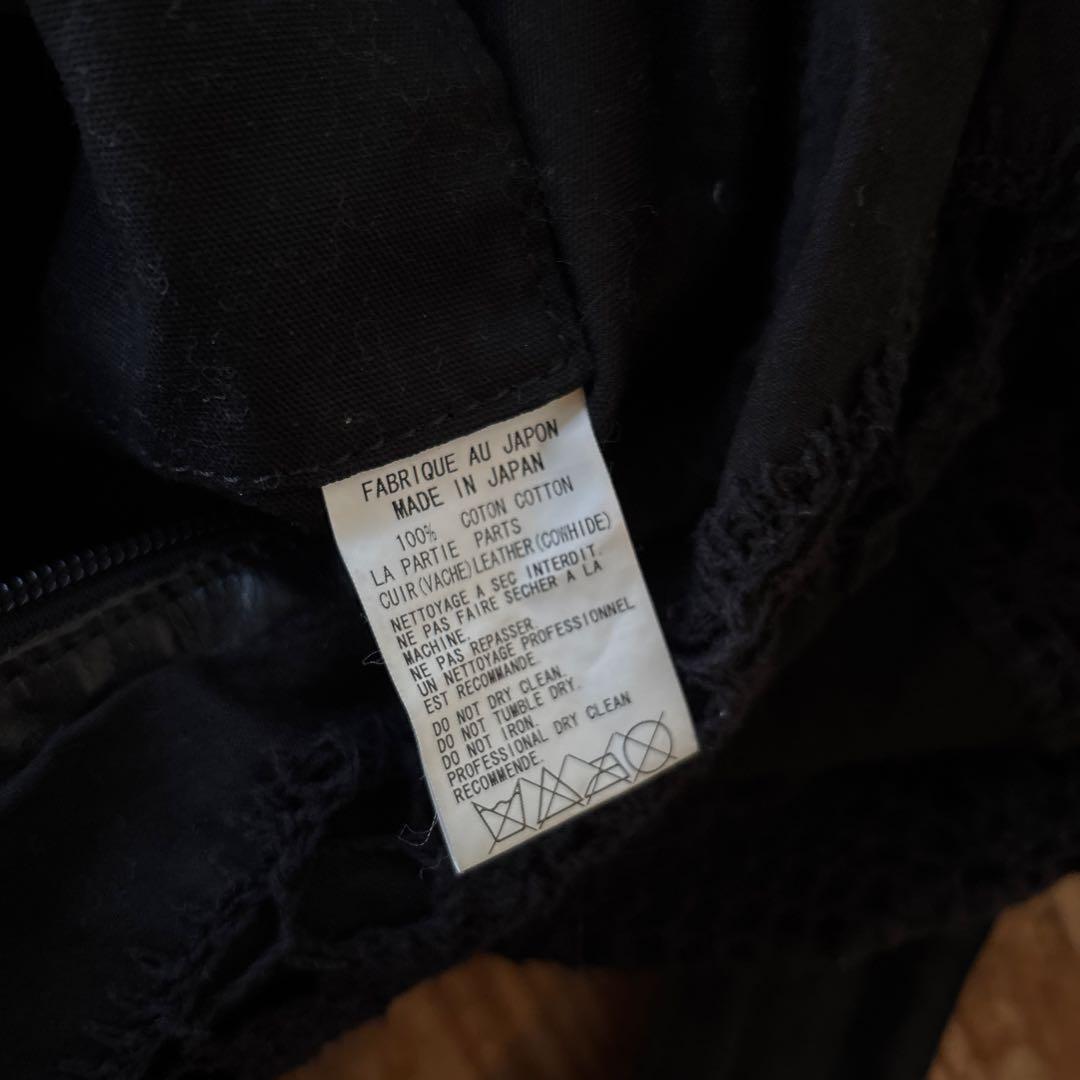 FABRIQUE AU JAPON
MADE IN JAPAN
100% COTON COTTON
LA PARTIE PARTS
CUIR(VACHE)LEATHER(COWHIDE)
NETTOYAGE A SEC INTERDIT.
NE PAS FAIRE SECHER A LA
MACHINE.
NE PAS REPASSER.
UN NETTOYAGE PROFESSIONNEL
EST RECOMMANDE.
DO NOT DRY CLEAN.
DO NOT TUMBLE DRY.
DO NOT IRON.
PROFESSIONAL DRY CLEAN
RECOMMENDE.